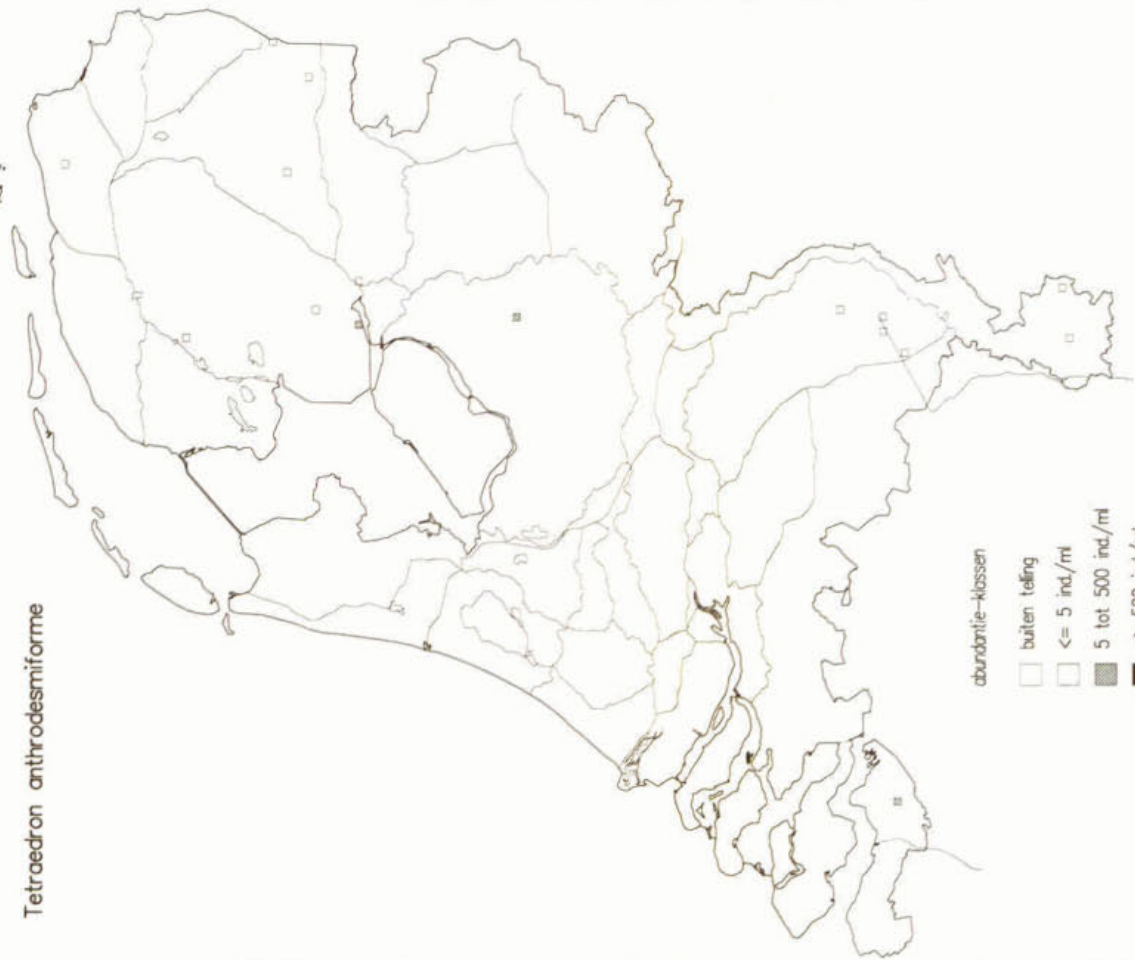 Tetraedron anthrodesmiforme
abundantie-klassen
buiten telling
<= 5 ind./ml
5 tot 500 ind./ml